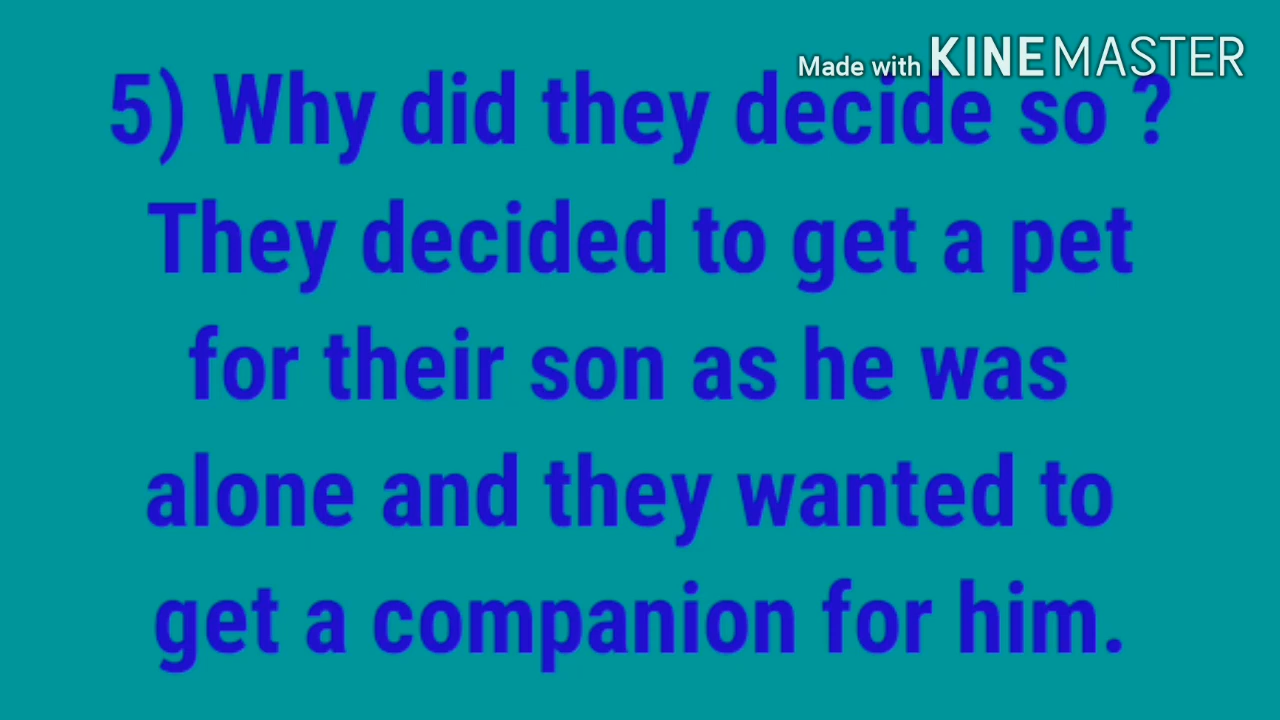 Made with KINEMASTER
5) Why did they decide so ?
They decided to get a pet
for their son as he was
alone and they wanted to
get a companion for him.